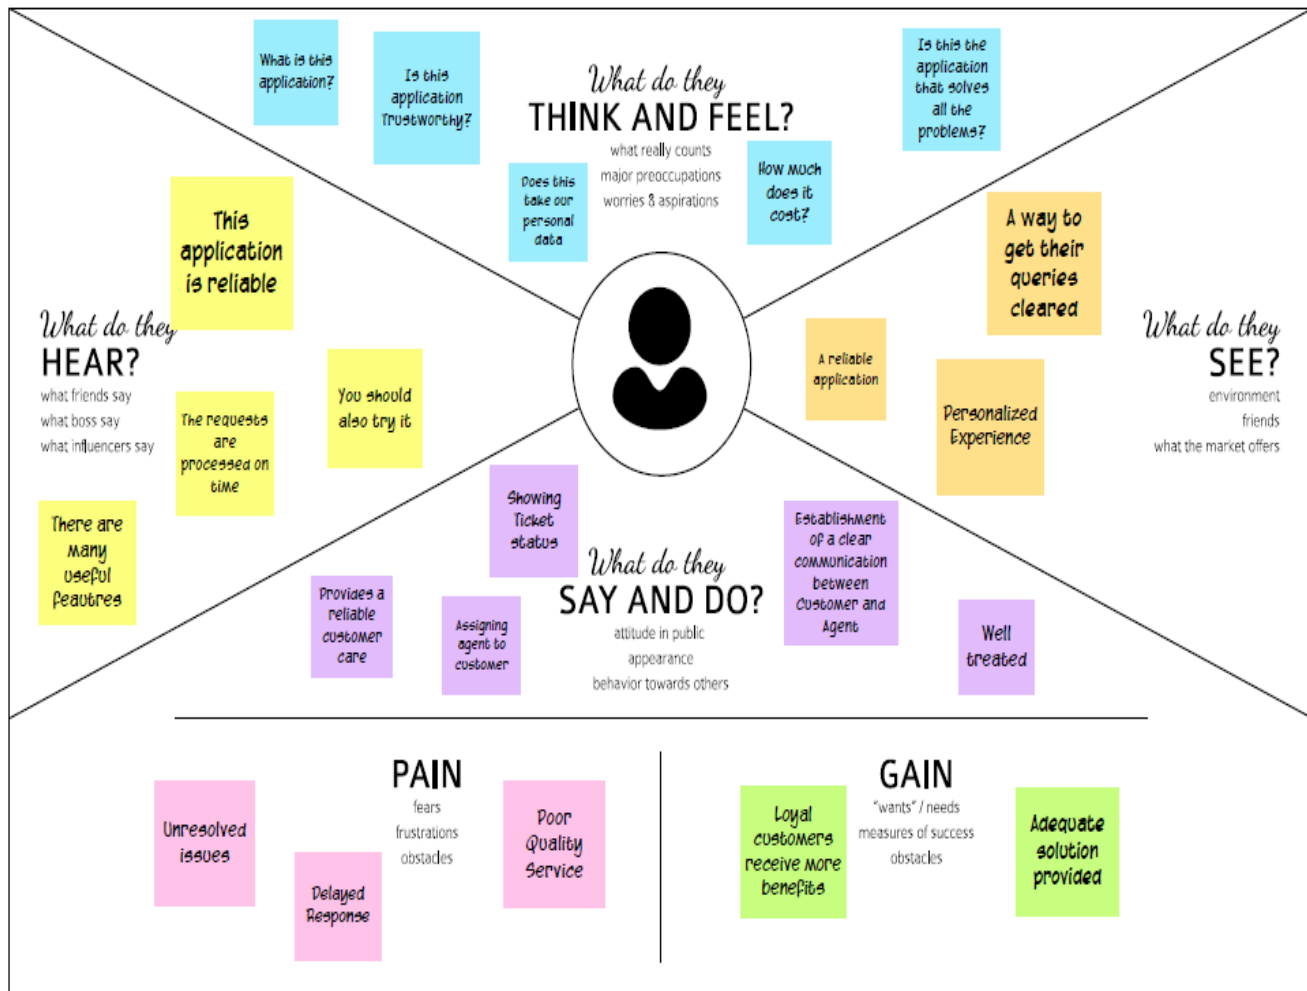 What is this
application?
Is this
application
Trustworthy?
What do they
THINK AND FEEL?
what really counts
major preoccupations
worries & aspirations
Does this
take our
personal
data
How much
does it
cost?
Is this the
application
that solves
all the
problems?
This
application
is reliable
What do they
HEAR?
what friends say
what boss say
what influencers say
You should
also try it
The requests
are
processed on
time
There are
many
useful
feautres
A way to
get their
queries
cleared
What do they
SEE?
environment
friends
what the market offers
A reliable
application
Personalized
Experience
Showing
Ticket
status
What do they
SAY AND DO?
attitude in public
appearance
behavior towards others
Provides a
reliable
customer
care
Assigning
agent to
customer
Establishment
of a clear
communication
between
Customer and
Agent
Well
treated
PAIN
fears
frustrations
obstacles
Unresolved
issues
Delayed
Response
Poor
Quality
Service
GAIN
"wants" / needs
measures of success
obstacles
Loyal
customers
receive more
benefits
Adequate
solution
provided